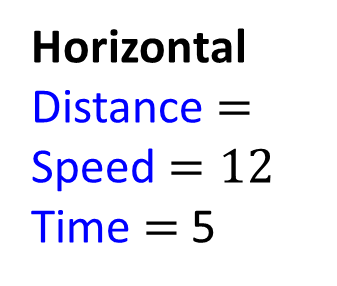 Horizontal
Distance =
Speed = 12
Time = 5